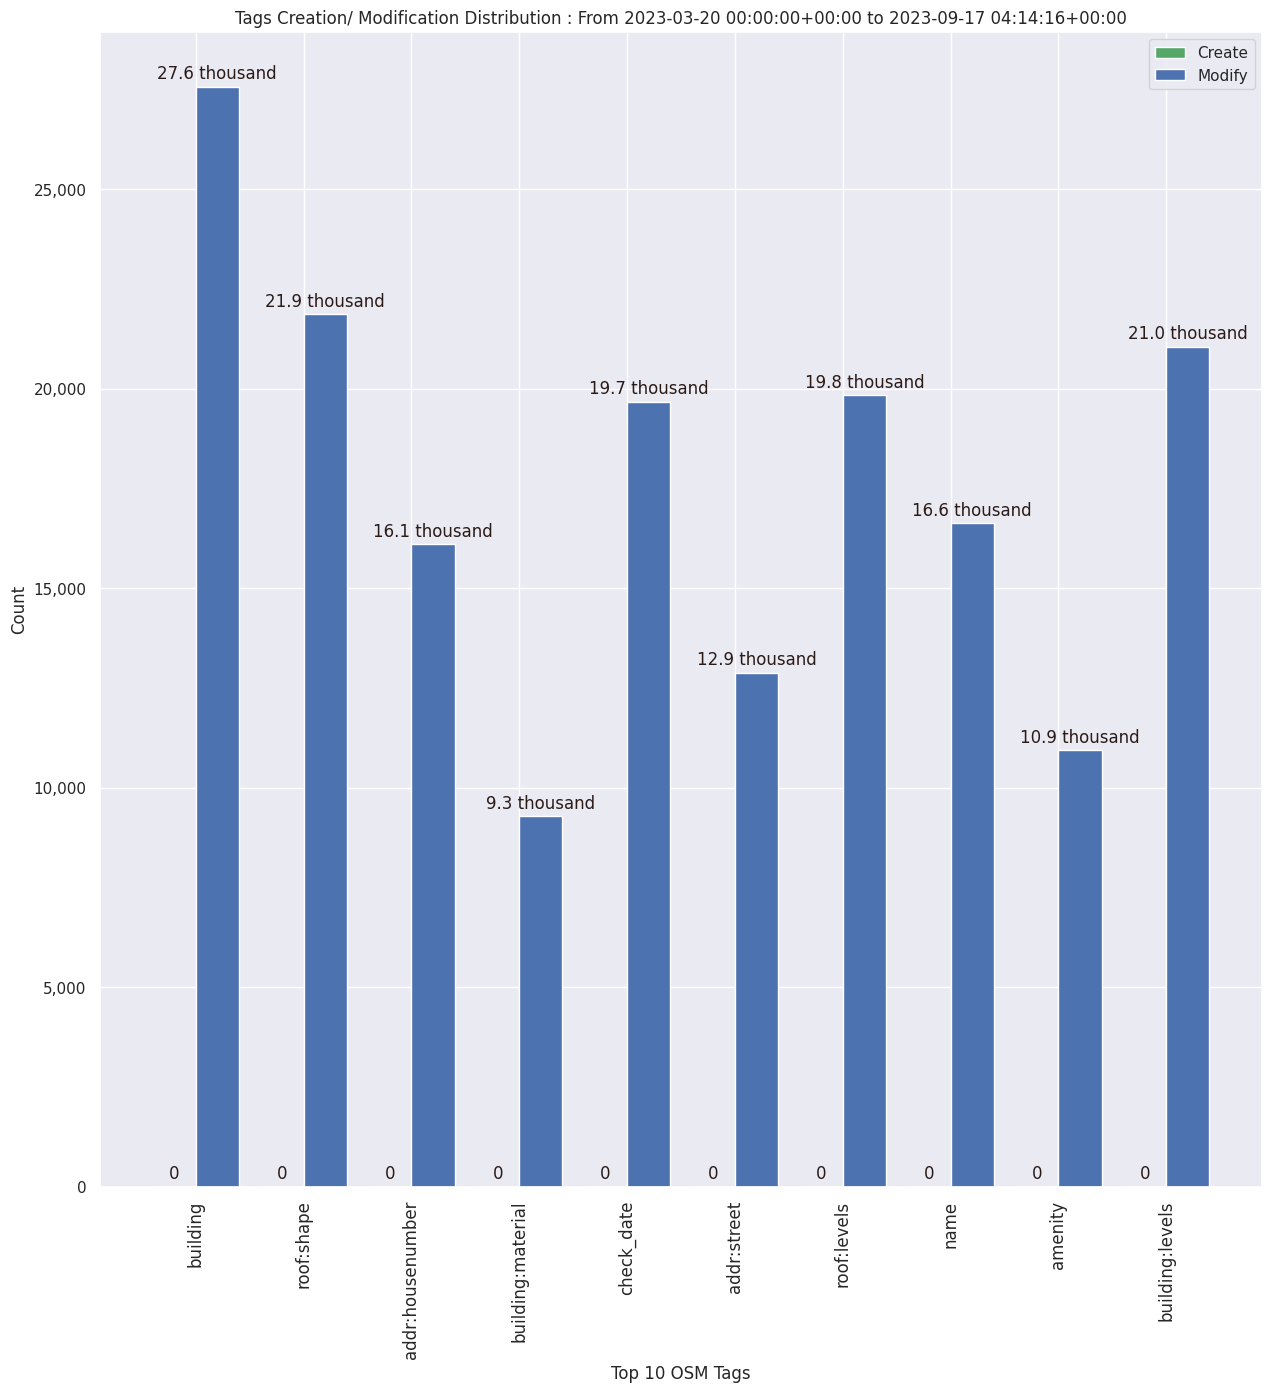 Tags Creation/ Modification Distribution : From 2023-03-20 00:00:00+00:00 to 2023-09-17 04:14:16+00:00
Create
Modify
27.6 thousand
21.9 thousand
16.1 thousand
9.3 thousand
19.7 thousand
12.9 thousand
19.8 thousand
16.6 thousand
10.9 thousand
21.0 thousand
25,000
20,000
15,000
10,000
5,000
0
Count
0 0 0 0 0 0 0 0 0 0
building
roof:shape
addr:housenumber
building:material
check_date
addr:street
roof:levels
name
amenity
building:levels
Top 10 OSM Tags